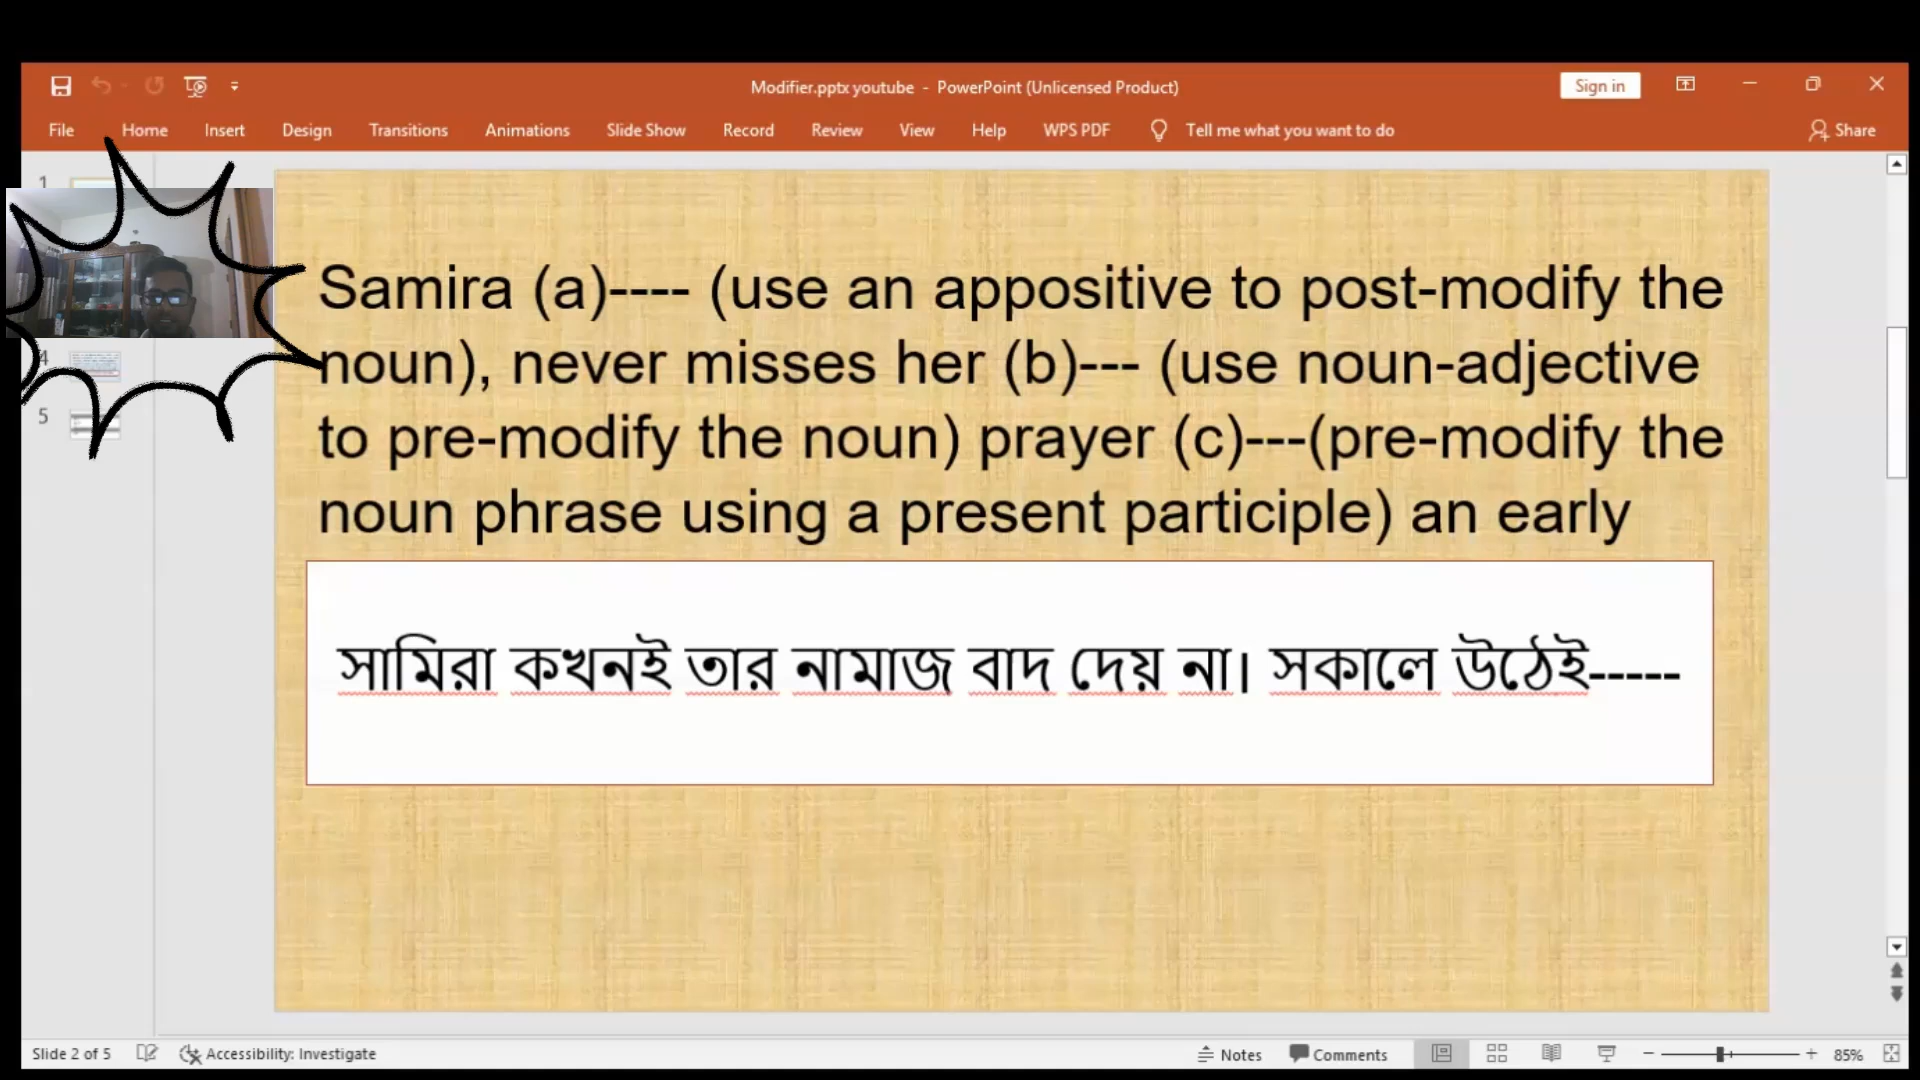 Modifier.pptx youtube - PowerPoint (Unlicensed Product)
Sign in
File Home Insert Design Transitions Animations Slide Show Record Review View Help WPS PDF Tell me what you want to do Share
1
4
5
Samira (a)---- (use an appositive to post-modify the
noun), never misses her (b)--- (use noun-adjective
to pre-modify the noun) prayer (c)---(pre-modify the
noun phrase using a present participle) an early
সামিরা কখনই তার নামাজ বাদ দেয় না। সকালে উঠেই-----
Slide 2 of 5 Accessibility: Investigate Notes Comments 85%